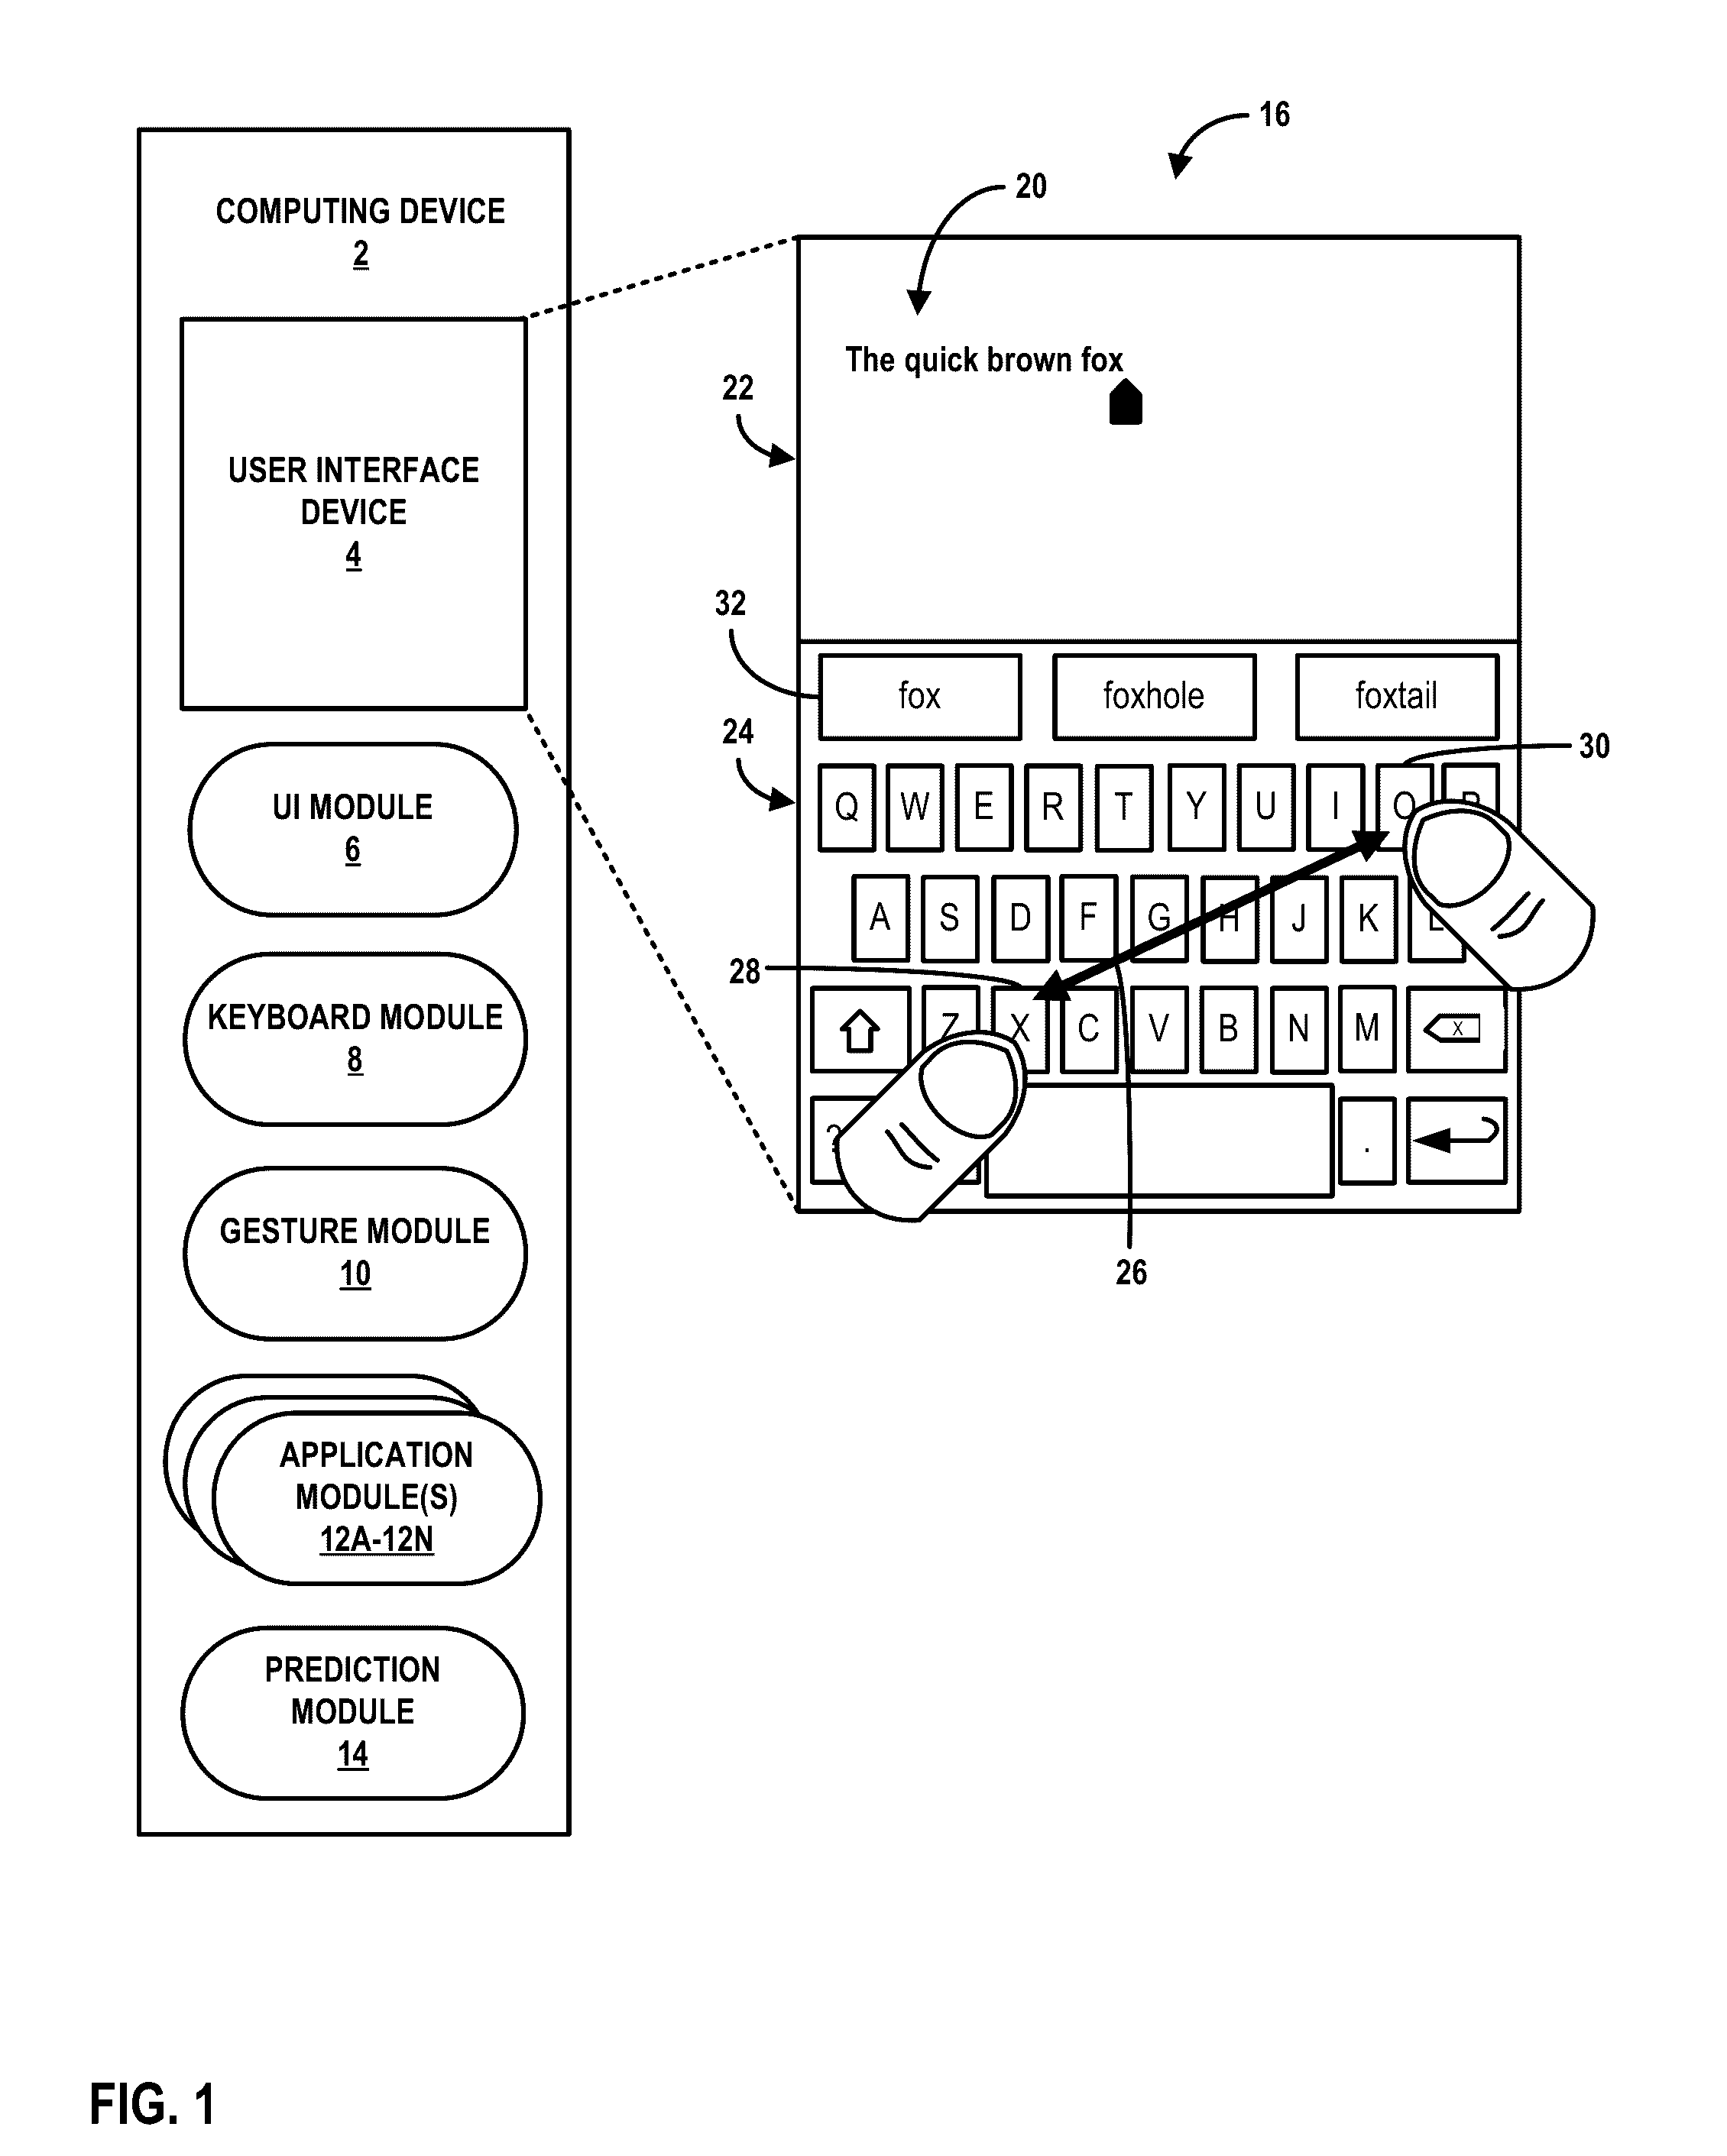 16
20
COMPUTING DEVICE
2
The quick brown fox
22
USER INTERFACE
DEVICE
4
32
fox foxhole foxtail
24
30
Q W E R T Y U I O P
UI MODULE
6
A S D F G H J K L
28
Z X C V B N M X
KEYBOARD MODULE
8
? .
26
GESTURE MODULE
10
APPLICATION
MODULE(S)
12A-12N
PREDICTION
MODULE
14
FIG. 1